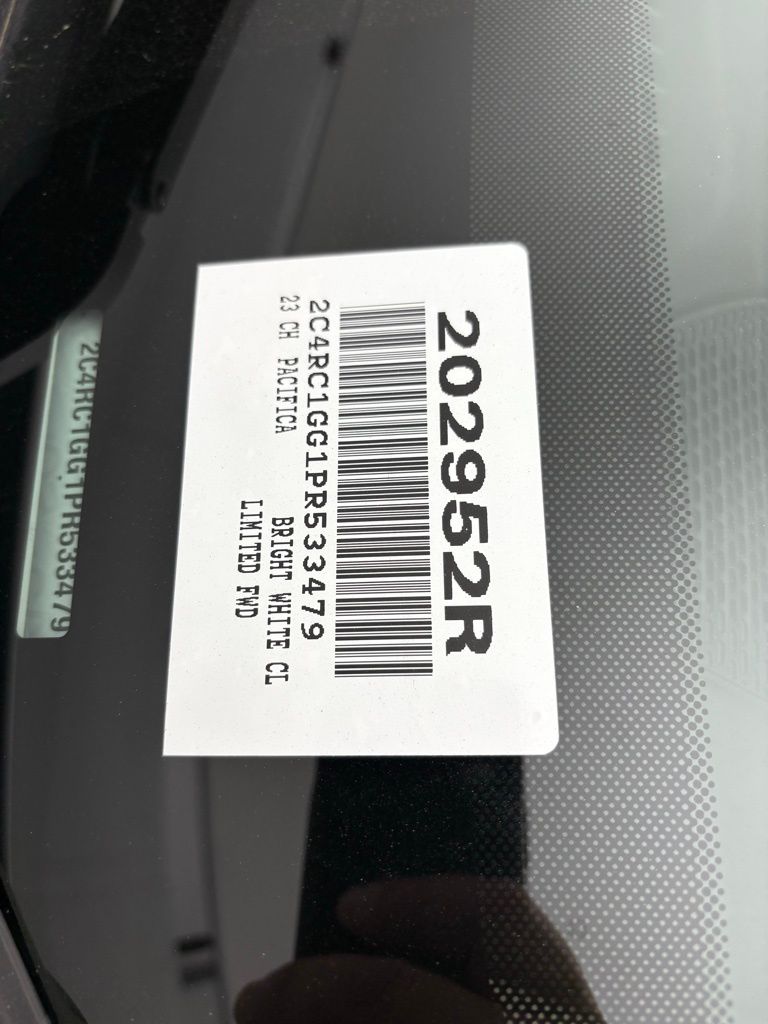 202952R
2C4RC1GG1PR533479
23 CH PACIFICA
BRIGHT WHITE CL
LIMITED FWD
2C4RC1GG1PR533479